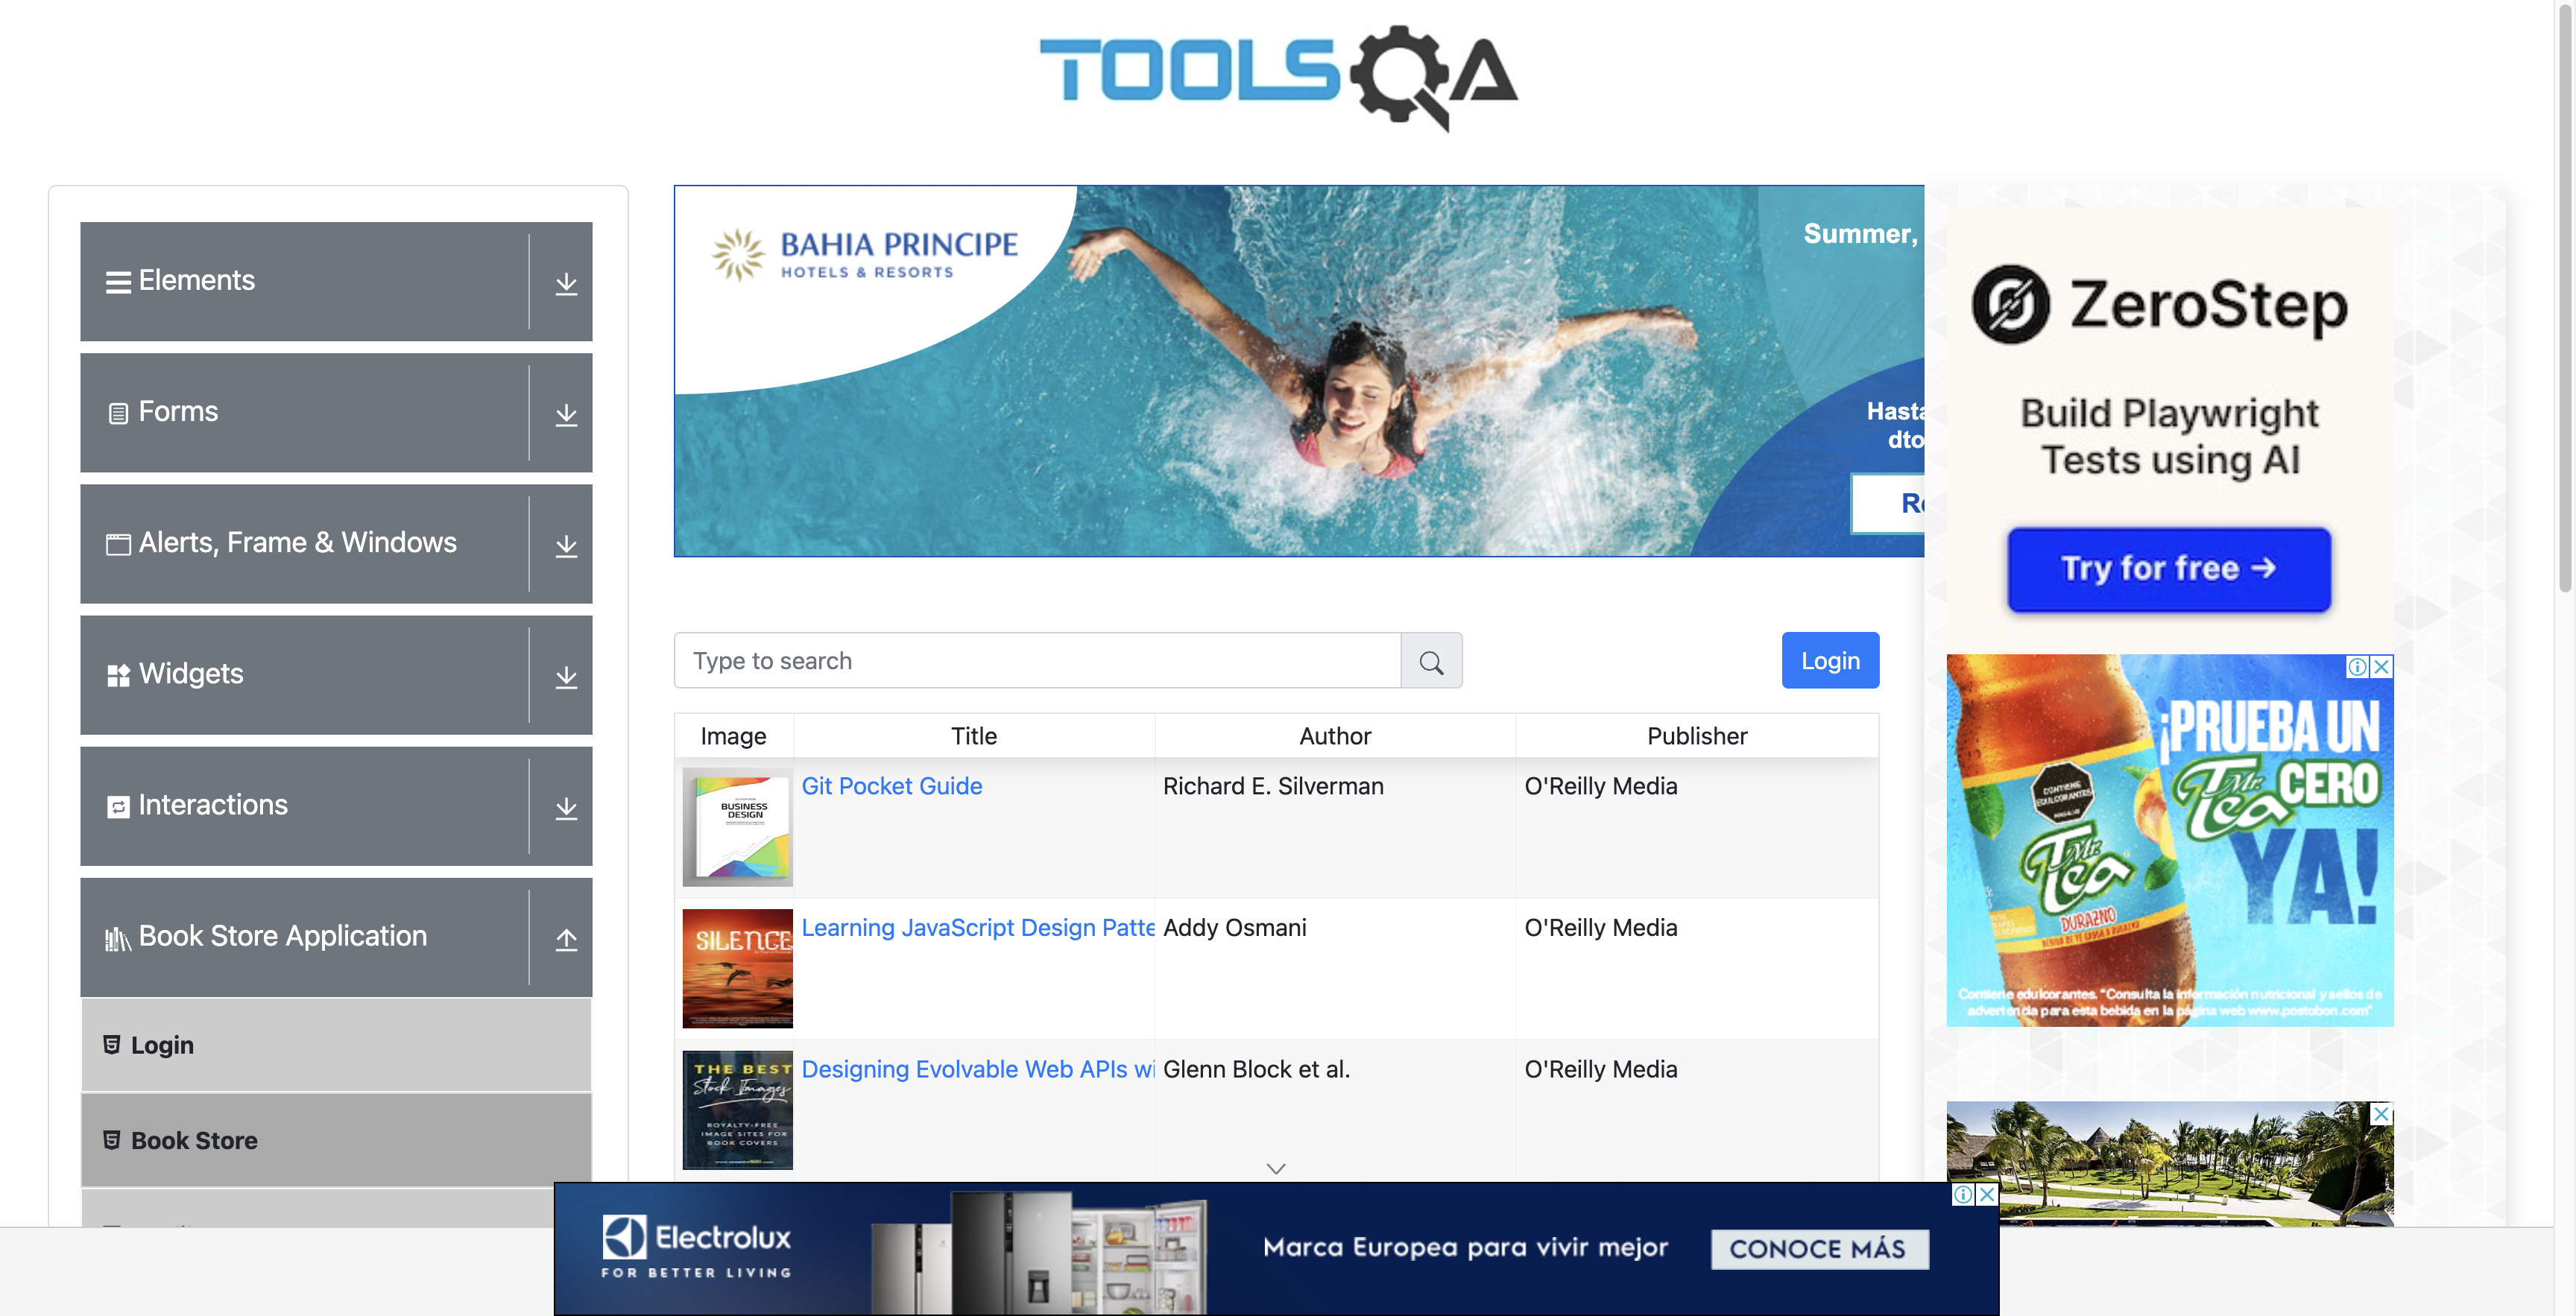 TOOLSQA
Elements
Forms
Alerts, Frame & Windows
Widgets
Interactions
Book Store Application
Login
Book Store
BAHIA PRINCIPE
HOTELS & RESORTS
Summer,
Hasta
dto
Type to search
Login
Image Title Author Publisher
BUSINESS
DESIGN
Git Pocket Guide Richard E. Silverman O'Reilly Media
SILENCE
Learning JavaScript Design Patte Addy Osmani O'Reilly Media
THE BEST
Stock Images
ROYALTY-FREE
IMAGE SITES FOR
BOOK COVERS
Designing Evolvable Web APIs wi Glenn Block et al. O'Reilly Media
ZeroStep
Build Playwright
Tests using AI
Try for free →
¡PRUEBA UN
Mr. Tea CERO
YA!
CONTIENE
EDULCORANTES
Mr. Tea
DURAZNO
Contiene edulcorantes. "Consulta la información nutricional y sellos de
advertencia para esta bebida en la página web www.postobon.com"
Electrolux
FOR BETTER LIVING
Marca Europea para vivir mejor
CONOCE MÁS